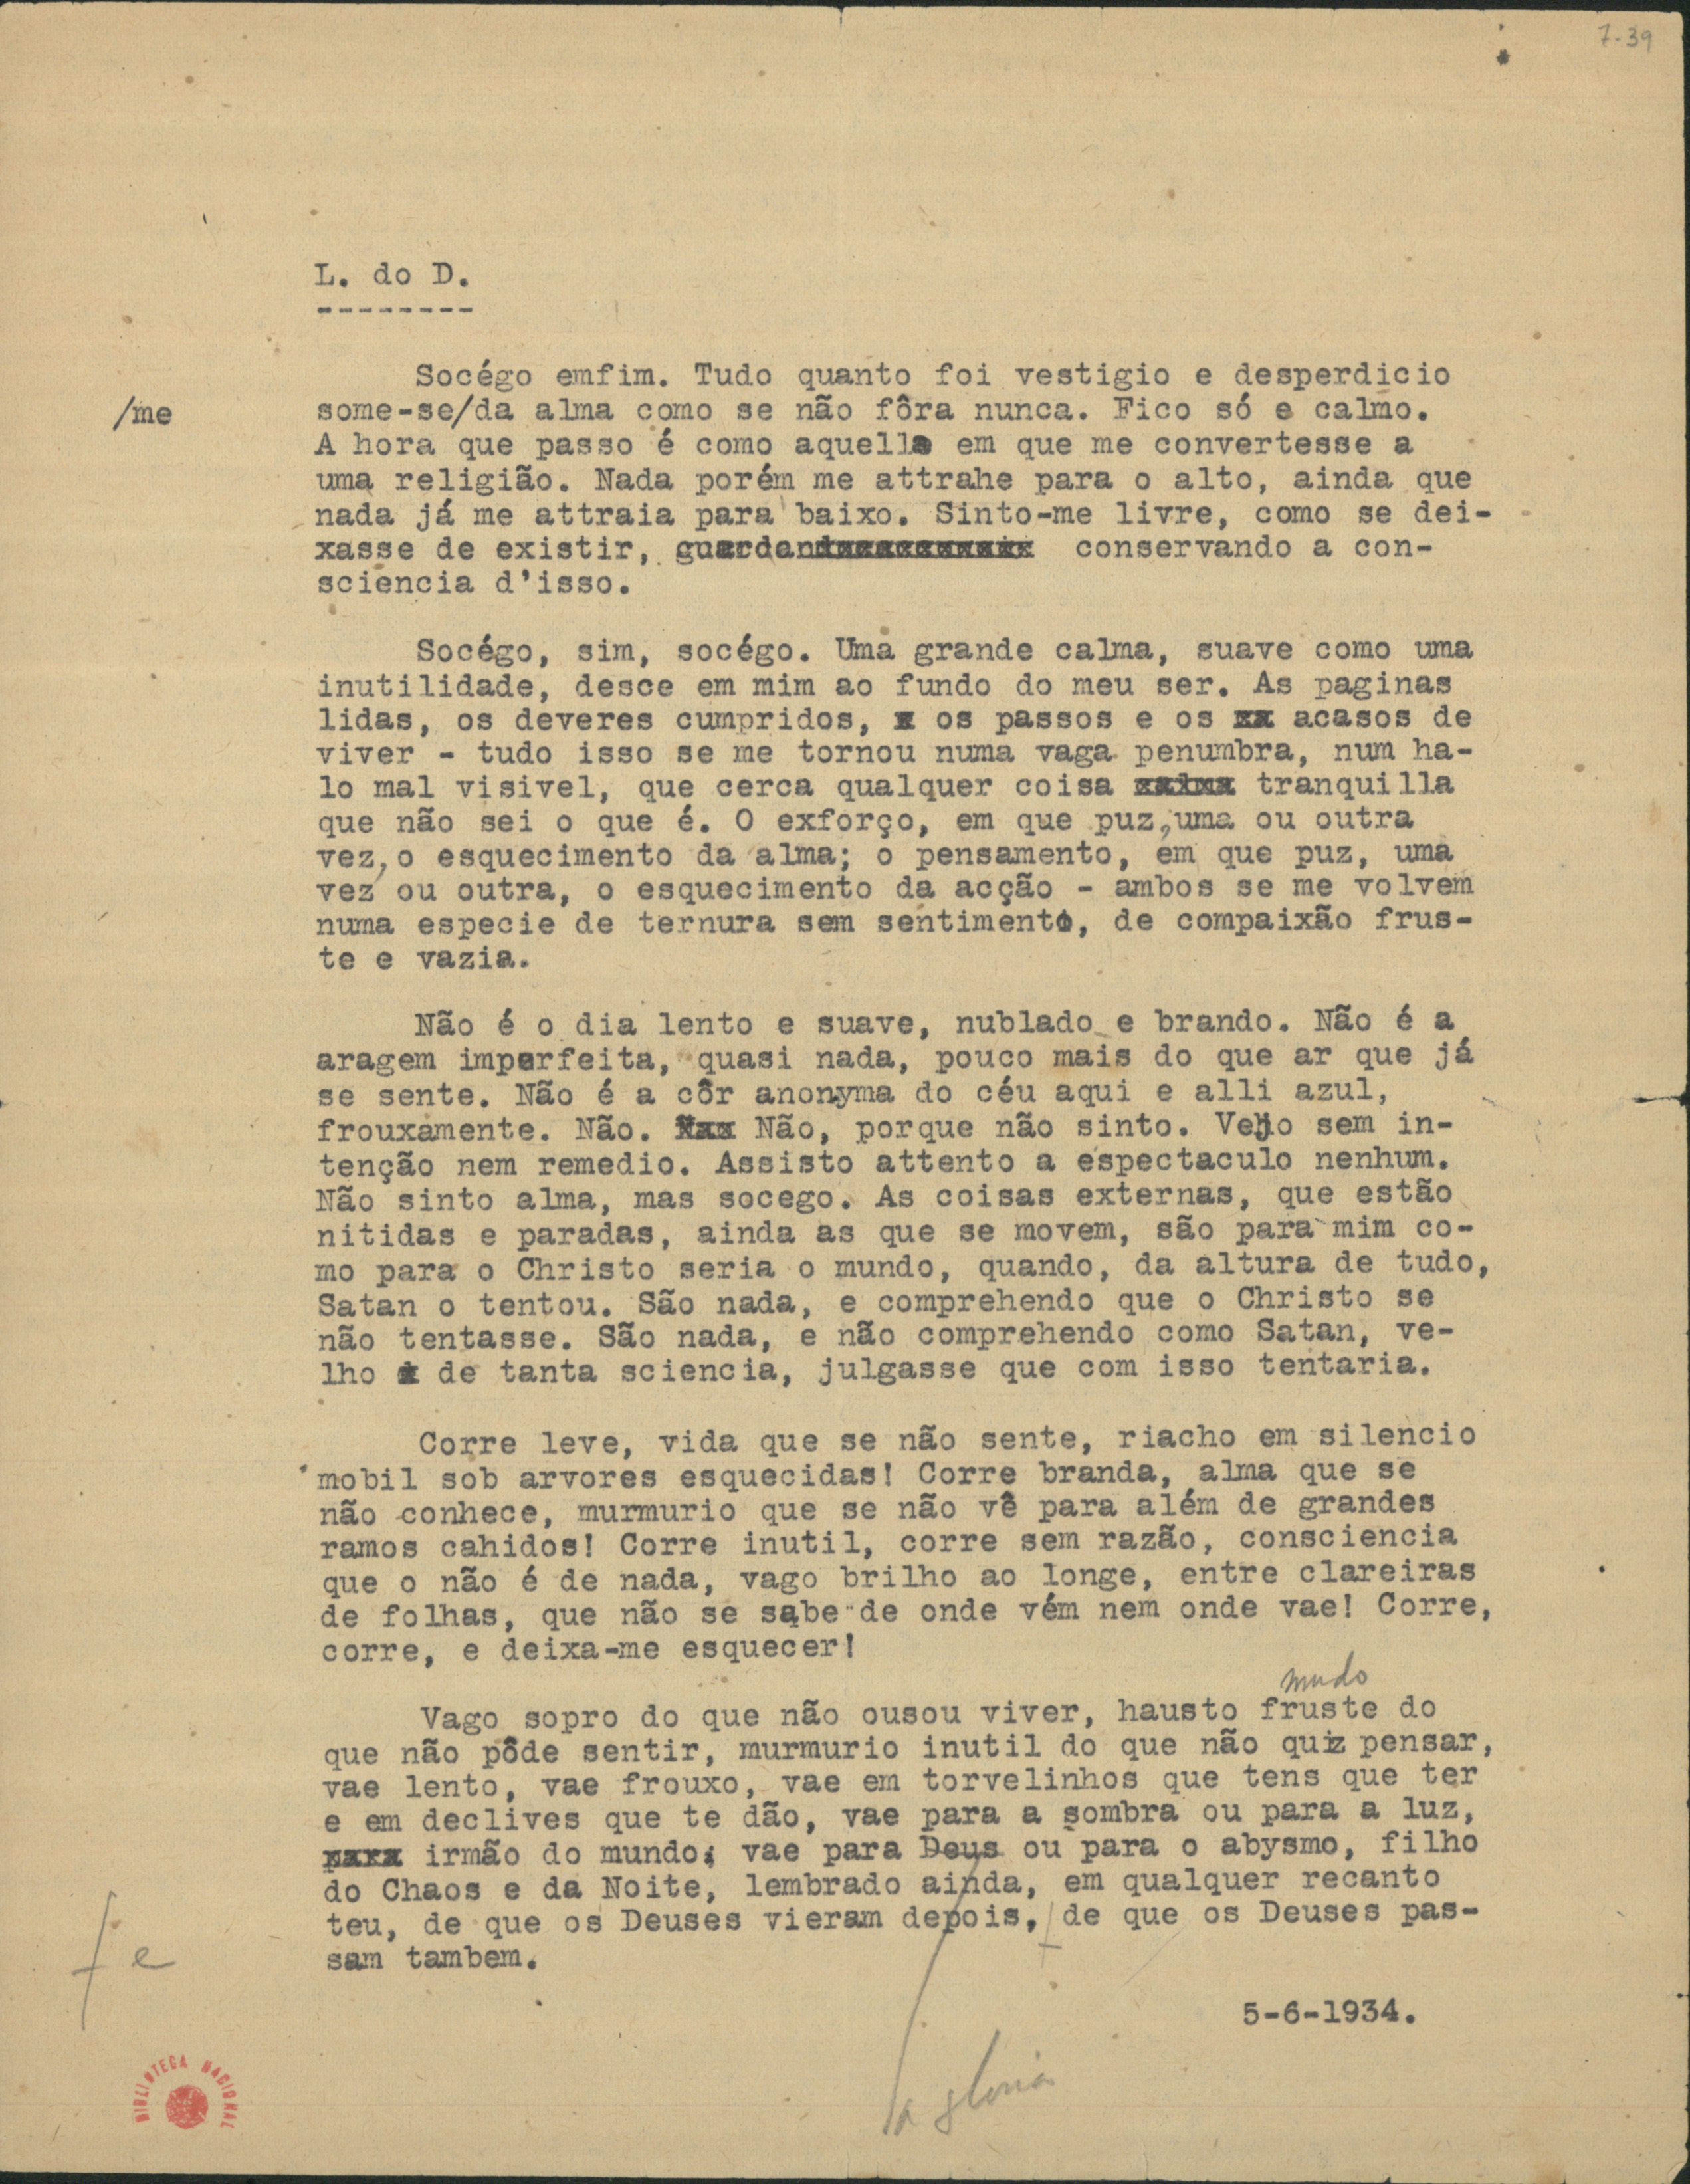 7-39
L. do D.
--------
Socégo emfim. Tudo quanto foi vestigio e desperdicio
/me
some-se/da alma como se não fôra nunca. Fico só e calmo.
A hora que passo é como aquella em que me convertesse a
uma religião. Nada porém me attrahe para o alto, ainda que
nada já me attraia para baixo. Sinto-me livre, como se dei-
xasse de existir, conservando a con-
sciencia d'isso.
Socégo, sim, socégo. Uma grande calma, suave como uma
inutilidade, desce em mim ao fundo do meu ser. As paginas
lidas, os deveres cumpridos, os passos e os acasos de
viver - tudo isso se me tornou numa vaga penumbra, num ha-
lo mal visivel, que cerca qualquer coisa tranquilla
que não sei o que é. O exforço, em que puz, uma ou outra
vez, o esquecimento da alma; o pensamento, em que puz, uma
vez ou outra, o esquecimento da acção - ambos se me volvem
numa especie de ternura sem sentimento, de compaixão frus-
te e vazia.
Não é o dia lento e suave, nublado e brando. Não é a
aragem imperfeita, quasi nada, pouco mais do que ar que já
se sente. Não é a côr anonyma do céu aqui e alli azul,
frouxamente. Não. Não, porque não sinto. Vejo sem in-
tenção nem remedio. Assisto attento a espectaculo nenhum.
Não sinto alma, mas socego. As coisas externas, que estão
nitidas e paradas, ainda as que se movem, são para mim co-
mo para o Christo seria o mundo, quando, da altura de tudo,
Satan o tentou. São nada, e comprehendo que o Christo se
não tentasse. São nada, e não comprehendo como Satan, ve-
lho de tanta sciencia, julgasse que com isso tentaria.
Corre leve, vida que se não sente, riacho em silencio
mobil sob arvores esquecidas! Corre branda, alma que se
não conhece, murmurio que se não vê para além de grandes
ramos cahidos! Corre inutil, corre sem razão, consciencia
que o não é de nada, vago brilho ao longe, entre clareiras
de folhas, que não se sabe de onde vém nem onde vae! Corre,
corre, e deixa-me esquecer!
mudo
Vago sopro do que não ousou viver, hausto fruste do
que não pôde sentir, murmurio inutil do que não quiz pensar,
vae lento, vae frouxo, vae em torvelinhos que tens que ter
e em declives que te dão, vae para a sombra ou para a luz,
irmão do mundo; vae para Deus ou para o abysmo, filho
do Chaos e da Noite, lembrado ainda, em qualquer recanto
teu, de que os Deuses vieram depois, de que os Deuses pas-
sam tambem.
e
5-6-1934.
a gloria
BIBLIOTECA NACIONAL